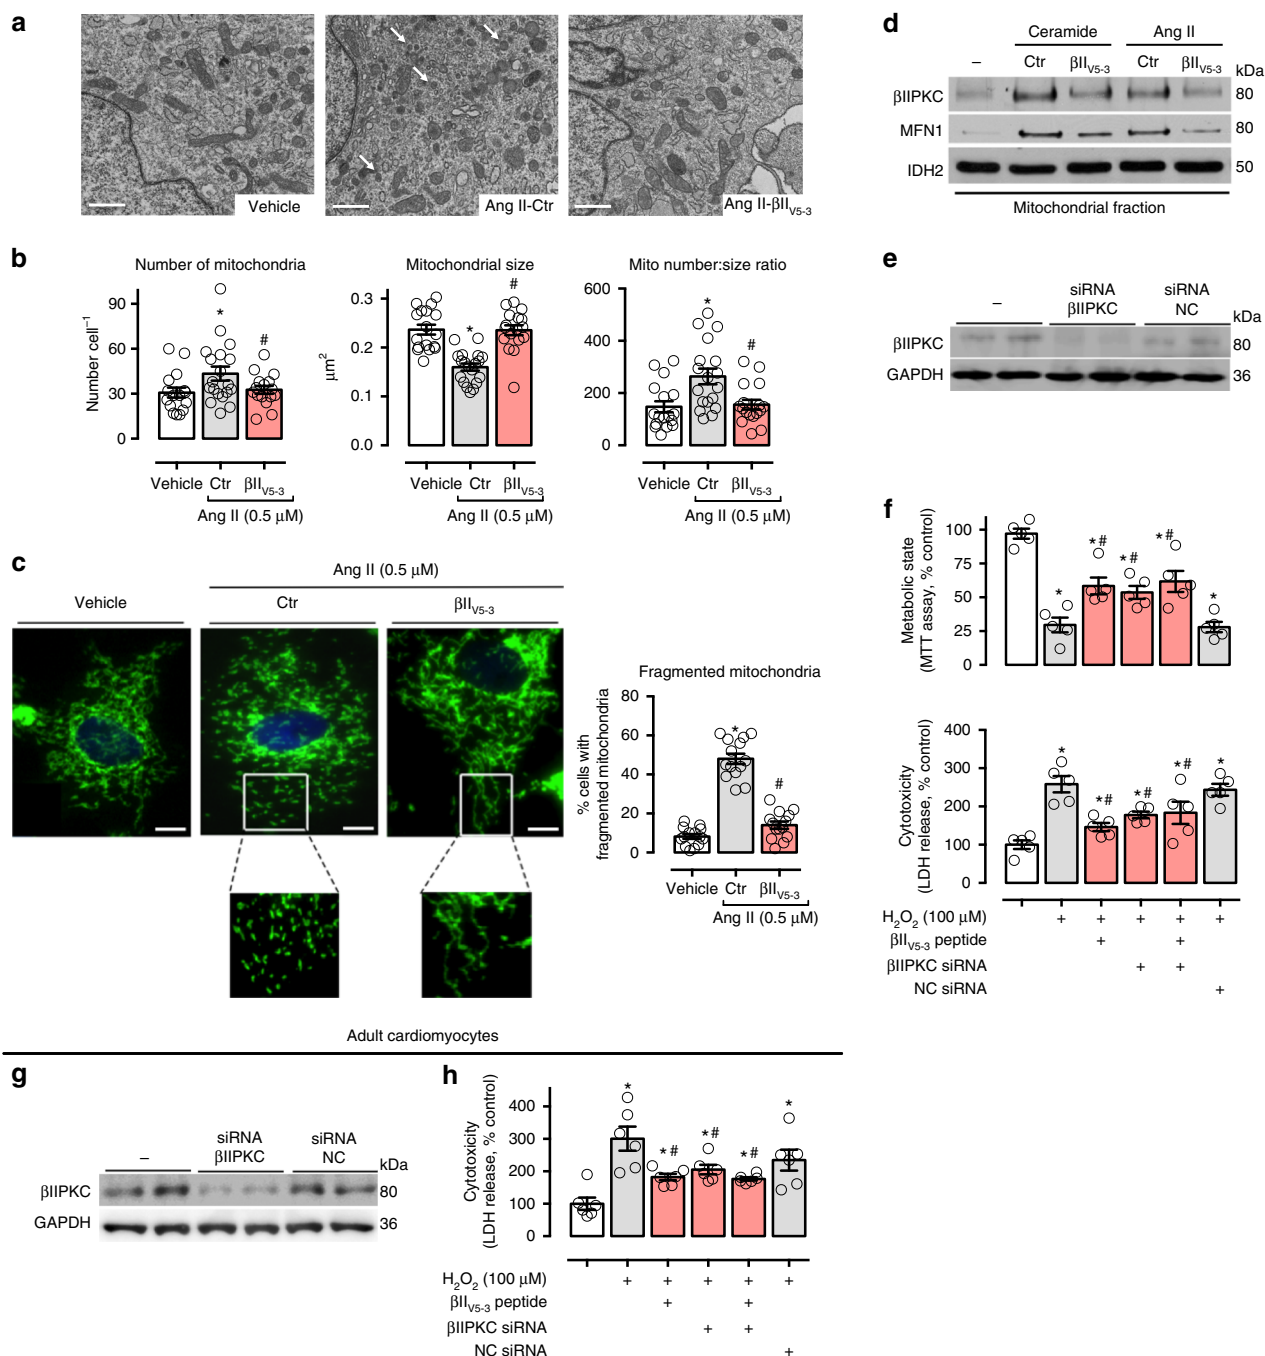 a
Vehicle
Ang II-Ctr
Ang II-βII V5-3
b
Number of mitochondria
Number cell⁻¹
90
60
30
0
*
#
Vehicle Ctr βII V5-3
Ang II (0.5 μM)
Mitochondrial size
μm²
0.3
0.2
0.1
0.0
*
#
Vehicle Ctr βII V5-3
Ang II (0.5 μM)
Mito number:size ratio
600
400
200
0
*
#
Vehicle Ctr βII V5-3
Ang II (0.5 μM)
c
Ang II (0.5 μM)
Vehicle
Ctr
βII V5-3
Fragmented mitochondria
% cells with
fragmented mitochondria
80
60
40
20
0
*
#
Vehicle Ctr βII V5-3
Ang II (0.5 μM)
d
Ceramide
Ang II
– Ctr βII V5-3 Ctr βII V5-3
kDa
βIIPKC
80
MFN1
80
IDH2
50
Mitochondrial fraction
e
–
siRNA
βIIPKC
siRNA
NC
kDa
βIIPKC
80
GAPDH
36
f
Metabolic state
(MTT assay, % control)
100
75
50
25
0
*
*#
*#
*#
*
Cytotoxicity
(LDH release, % control)
400
300
200
100
0
*
*#
*#
*#
*
H₂O₂ (100 μM) + + + + +
βII V5-3 peptide + +
βIIPKC siRNA + +
NC siRNA +
Adult cardiomyocytes
g
–
siRNA
βIIPKC
siRNA
NC
kDa
βIIPKC
80
GAPDH
36
h
Cytotoxicity
(LDH release, % control)
400
300
200
100
0
*
*#
*#
*#
*
H₂O₂ (100 μM) + + + + +
βII V5-3 peptide + +
βIIPKC siRNA + +
NC siRNA +